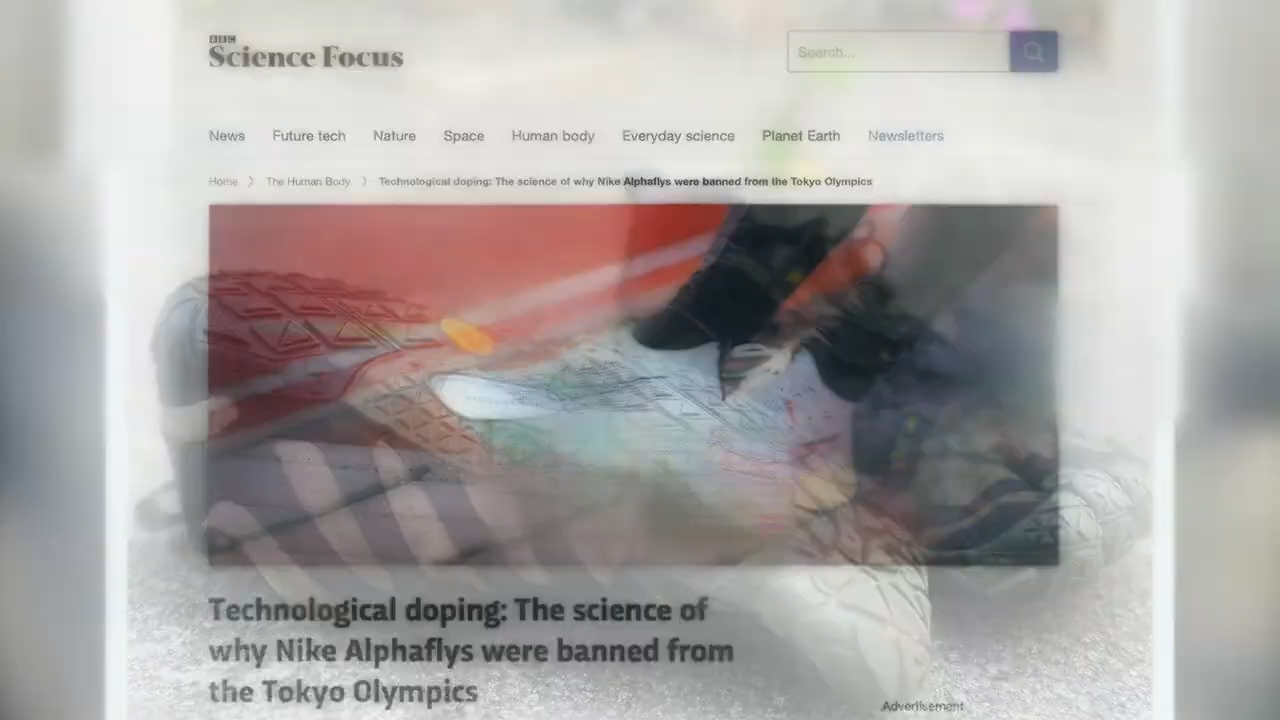 BBC
Science Focus
Search...
News Future tech Nature Space Human body Everyday science Planet Earth Newsletters
Home The Human Body Technological doping: The science of why Nike Alphaflys were banned from the Tokyo Olympics
Technological doping: The science of
why Nike Alphaflys were banned from
the Tokyo Olympics
Advertisement